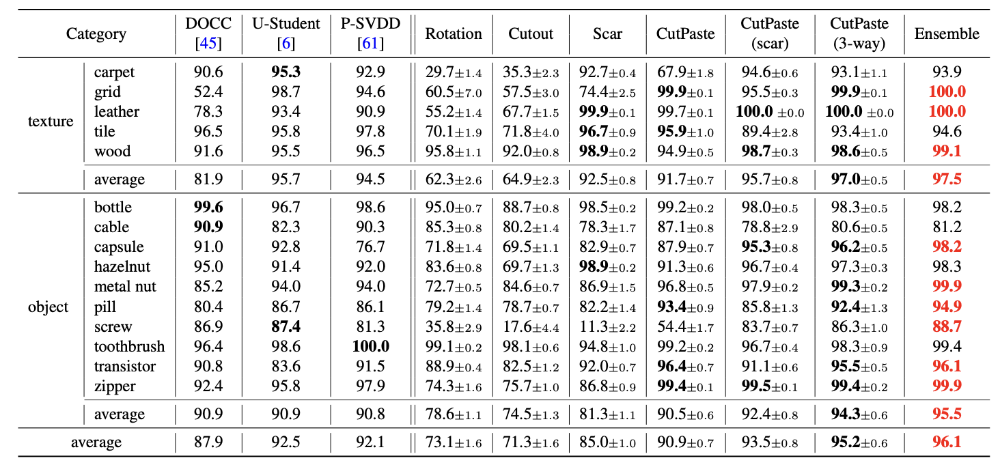 Category DOCC [45] U-Student [6] P-SVDD [61] Rotation Cutout Scar CutPaste CutPaste (scar) CutPaste (3-way) Ensemble
texture
carpet 90.6 95.3 92.9 29.7±1.4 35.3±2.3 92.7±0.4 67.9±1.8 94.6±0.6 93.1±1.1 93.9
grid 52.4 98.7 94.6 60.5±7.0 57.5±3.0 74.4±2.5 99.9±0.1 95.5±0.3 99.9±0.1 100.0
leather 78.3 93.4 90.9 55.2±1.4 67.7±1.5 99.9±0.1 99.7±0.1 100.0 ±0.0 100.0 ±0.0 100.0
tile 96.5 95.8 97.8 70.1±1.9 71.8±4.0 96.7±0.9 95.9±1.0 89.4±2.8 93.4±1.0 94.6
wood 91.6 95.5 96.5 95.8±1.1 92.0±0.8 98.9±0.2 94.9±0.5 98.7±0.3 98.6±0.5 99.1
average 81.9 95.7 94.5 62.3±2.6 64.9±2.3 92.5±0.8 91.7±0.7 95.7±0.8 97.0±0.5 97.5
object
bottle 99.6 96.7 98.6 95.0±0.7 88.7±0.8 98.5±0.2 99.2±0.2 98.0±0.5 98.3±0.5 98.2
cable 90.9 82.3 90.3 85.3±0.8 80.2±1.4 78.3±1.7 87.1±0.8 78.8±2.9 80.6±0.5 81.2
capsule 91.0 92.8 76.7 71.8±1.4 69.5±1.1 82.9±0.7 87.9±0.7 95.3±0.8 96.2±0.5 98.2
hazelnut 95.0 91.4 92.0 83.6±0.8 69.7±1.3 98.9±0.2 91.3±0.6 96.7±0.4 97.3±0.3 98.3
metal nut 85.2 94.0 94.0 72.7±0.5 84.6±0.7 86.9±1.5 96.8±0.5 97.9±0.2 99.3±0.2 99.9
pill 80.4 86.7 86.1 79.2±1.4 78.7±0.7 82.2±1.4 93.4±0.9 85.8±1.3 92.4±1.3 94.9
screw 86.9 87.4 81.3 35.8±2.9 17.6±4.4 11.3±2.2 54.4±1.7 83.7±0.7 86.3±1.0 88.7
toothbrush 96.4 98.6 100.0 99.1±0.2 98.1±0.6 94.8±1.0 99.2±0.2 96.7±0.4 98.3±0.9 99.4
transistor 90.8 83.6 91.5 88.9±0.4 82.5±1.2 92.0±0.7 96.4±0.7 91.1±0.6 95.5±0.5 96.1
zipper 92.4 95.8 97.9 74.3±1.6 75.7±1.0 86.8±0.9 99.4±0.1 99.5±0.1 99.4±0.2 99.9
average 90.9 90.9 90.8 78.6±1.1 74.5±1.3 81.3±1.1 90.5±0.6 92.4±0.8 94.3±0.6 95.5
average 87.9 92.5 92.1 73.1±1.6 71.3±1.6 85.0±1.0 90.9±0.7 93.5±0.8 95.2±0.6 96.1